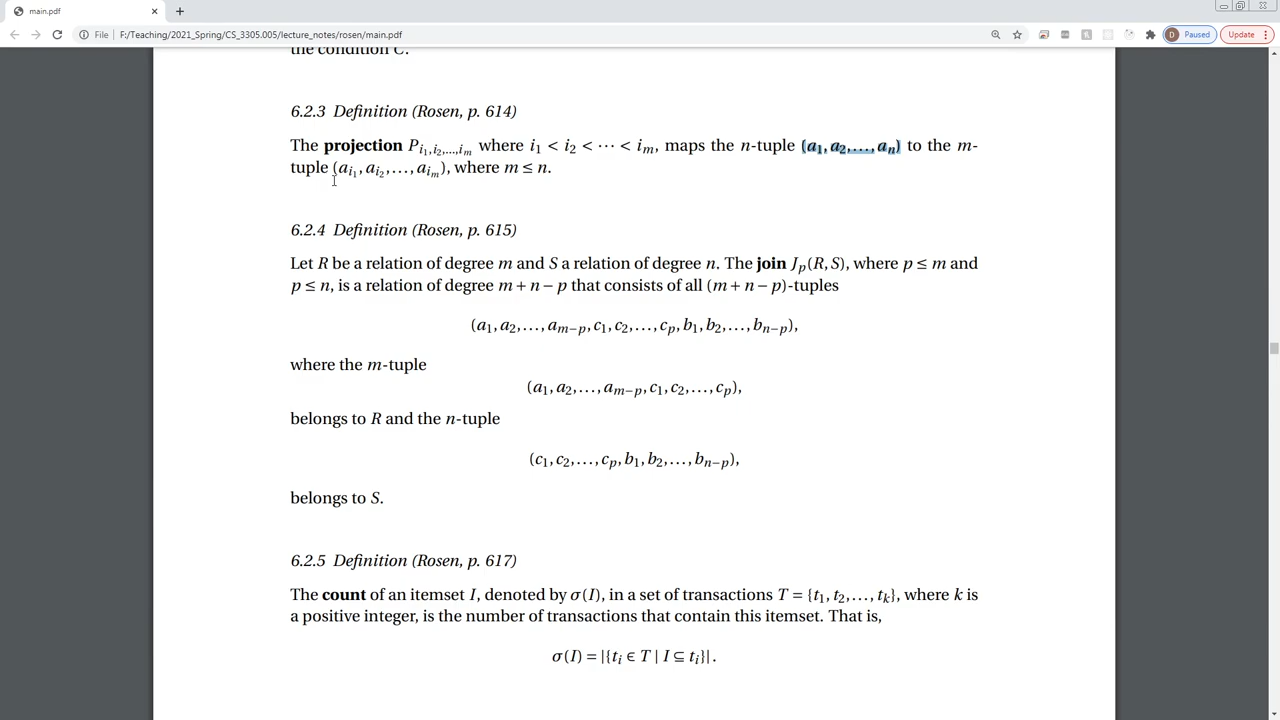 main.pdf
File | F:/Teaching/2021_Spring/CS_3305.005/lecture_notes/rosen/main.pdf
D Paused
Update
the condition C.
6.2.3 Definition (Rosen, p. 614)
The projection P_{i_1,i_2,...,i_m} where i_1 < i_2 < ⋯ < i_m, maps the n-tuple (a_1, a_2, ..., a_n) to the m-
tuple (a_{i_1}, a_{i_2}, ..., a_{i_m}), where m ≤ n.
6.2.4 Definition (Rosen, p. 615)
Let R be a relation of degree m and S a relation of degree n. The join J_p(R, S), where p ≤ m and
p ≤ n, is a relation of degree m + n − p that consists of all (m + n − p)-tuples
(a_1, a_2, ..., a_{m−p}, c_1, c_2, ..., c_p, b_1, b_2, ..., b_{n−p}),
where the m-tuple
(a_1, a_2, ..., a_{m−p}, c_1, c_2, ..., c_p),
belongs to R and the n-tuple
(c_1, c_2, ..., c_p, b_1, b_2, ..., b_{n−p}),
belongs to S.
6.2.5 Definition (Rosen, p. 617)
The count of an itemset I, denoted by σ(I), in a set of transactions T = {t_1, t_2, ..., t_k}, where k is
a positive integer, is the number of transactions that contain this itemset. That is,
σ(I) = |{t_i ∈ T | I ⊆ t_i}|.